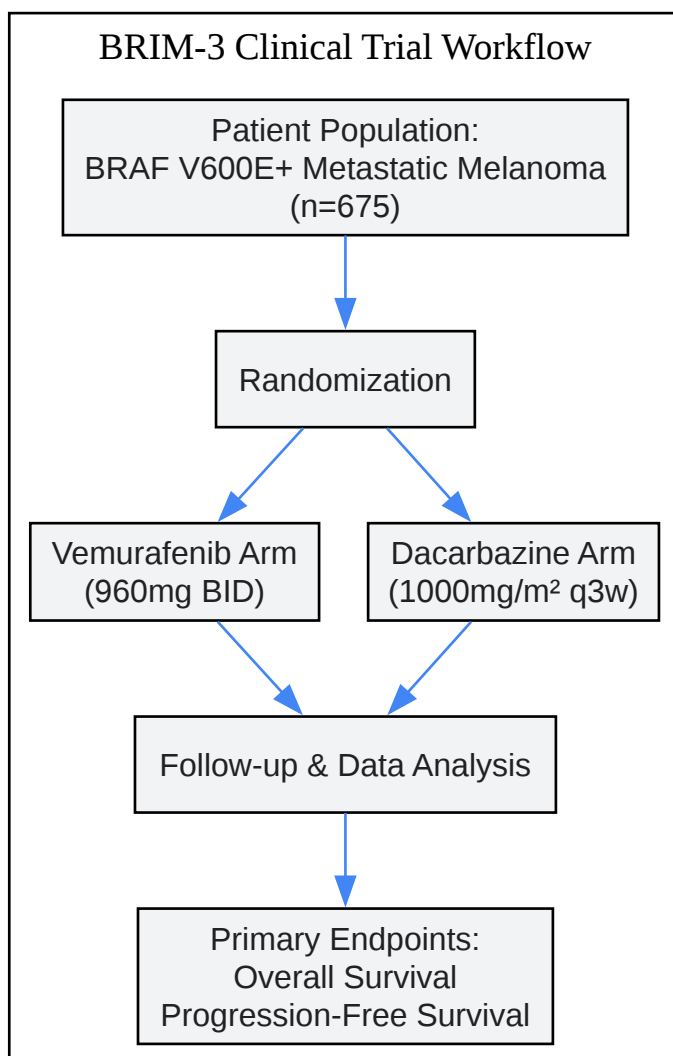 BRIM-3 Clinical Trial Workflow
Patient Population:
BRAF V600E+ Metastatic Melanoma
(n=675)
Randomization
Vemurafenib Arm
(960mg BID)
Dacarbazine Arm
(1000mg/m² q3w)
Follow-up & Data Analysis
Primary Endpoints:
Overall Survival
Progression-Free Survival